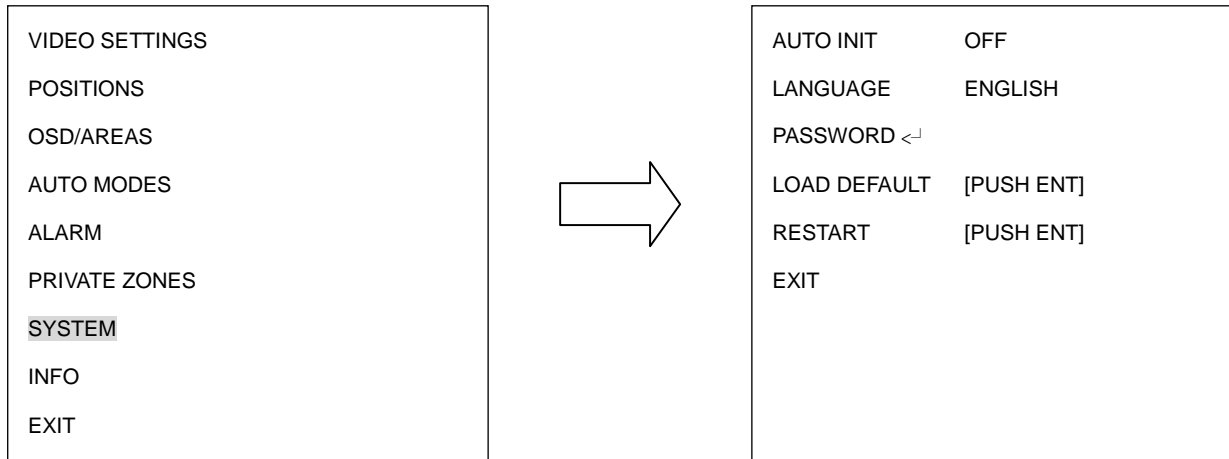 VIDEO SETTINGS
POSITIONS
OSD/AREAS
AUTO MODES
ALARM
PRIVATE ZONES
SYSTEM
INFO
EXIT
AUTO INIT OFF
LANGUAGE ENGLISH
PASSWORD <┘
LOAD DEFAULT [PUSH ENT]
RESTART [PUSH ENT]
EXIT